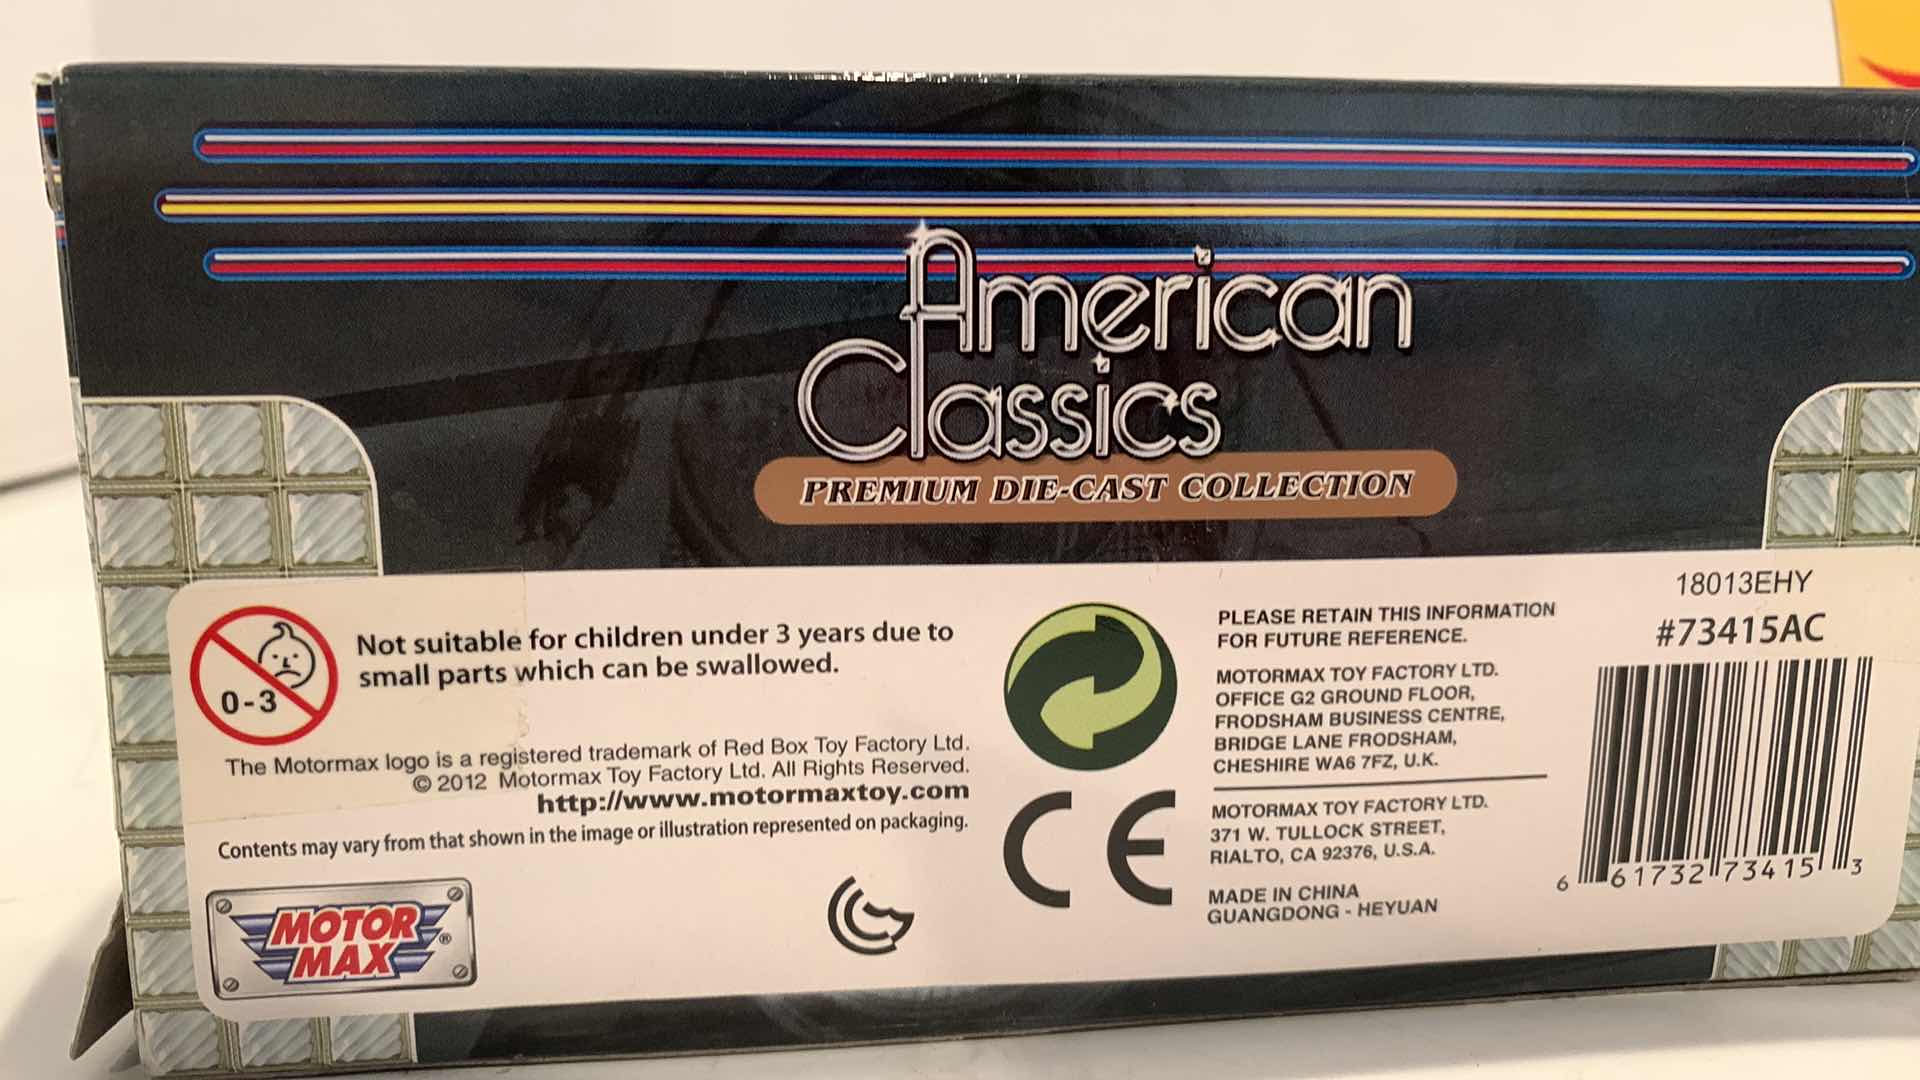 American
Classics
PREMIUM DIE-CAST COLLECTION
0-3
Not suitable for children under 3 years due to
small parts which can be swallowed.
The Motormax logo is a registered trademark of Red Box Toy Factory Ltd.
© 2012 Motormax Toy Factory Ltd. All Rights Reserved.
http://www.motormaxtoy.com
Contents may vary from that shown in the image or illustration represented on packaging.
MOTOR
MAX®
CE
PLEASE RETAIN THIS INFORMATION
FOR FUTURE REFERENCE.
MOTORMAX TOY FACTORY LTD.
OFFICE G2 GROUND FLOOR,
FRODSHAM BUSINESS CENTRE,
BRIDGE LANE FRODSHAM,
CHESHIRE WA6 7FZ, U.K.
MOTORMAX TOY FACTORY LTD.
371 W. TULLOCK STREET,
RIALTO, CA 92376, U.S.A.
MADE IN CHINA
GUANGDONG - HEYUAN
18013EHY
#73415AC
6 61732 73415 3